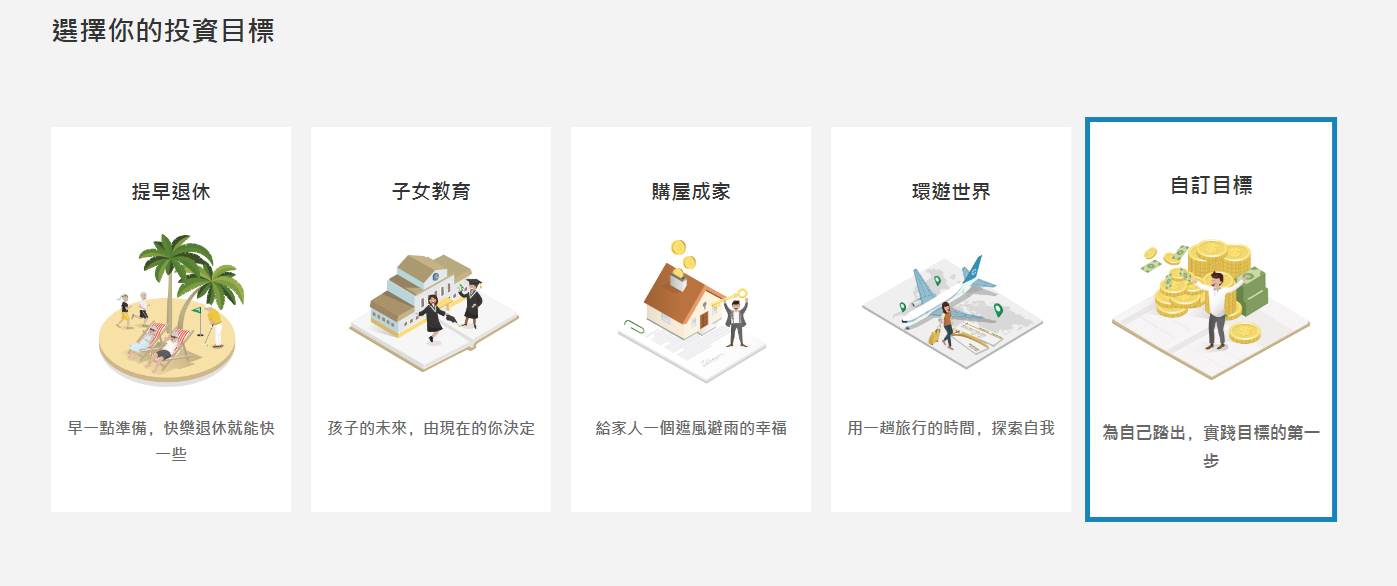 選擇你的投資目標
提早退休
子女教育
購屋成家
環遊世界
自訂目標
早一點準備，快樂退休就能快
一些
孩子的未來，由現在的你決定
給家人一個遮風避雨的幸福
用一趟旅行的時間，探索自我
為自己踏出，實踐目標的第一
步